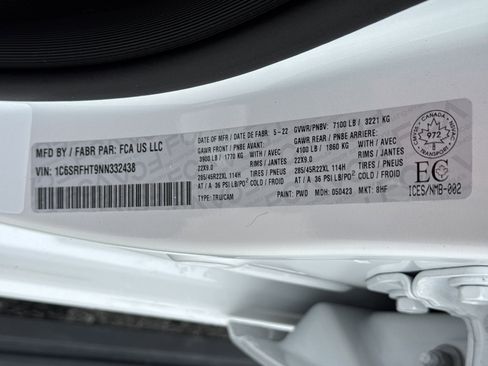 MFD BY / FABR PAR: FCA US LLC
VIN: 1C6SRFHT9NN332438
DATE OF MFR / DATE DE FABR: 5-22 GVWR/PNBV: 7100 LB / 3221 KG
GAWR FRONT / PNBE AVANT: GAWR REAR / PNBE ARRIERE:
3900 LB / 1770 KG WITH / AVEC 4100 LB / 1860 KG WITH / AVEC
22X9.0 RIMS / JANTES 22X9.0 RIMS / JANTES
285/45R22XL 114H TIRES / PNEUS 285/45R22XL 114H TIRES / PNEUS
AT / A 36 PSI/LB/PO² COLD / FROID AT / A 36 PSI/LB/PO² COLD / FROID
TYPE: TRU/CAM PAINT: PWD MDH: 050423 MKT: BHF
CANADA
972
TRANSPORT
EC
ICES/NMB-002